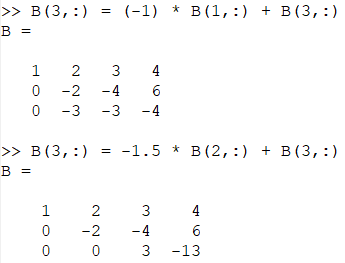 >> B(3,:) = (-1) * B(1,:) + B(3,:)
B =
1 2 3 4
0 -2 -4 6
0 -3 -3 -4
>> B(3,:) = -1.5 * B(2,:) + B(3,:)
B =
1 2 3 4
0 -2 -4 6
0 0 3 -13